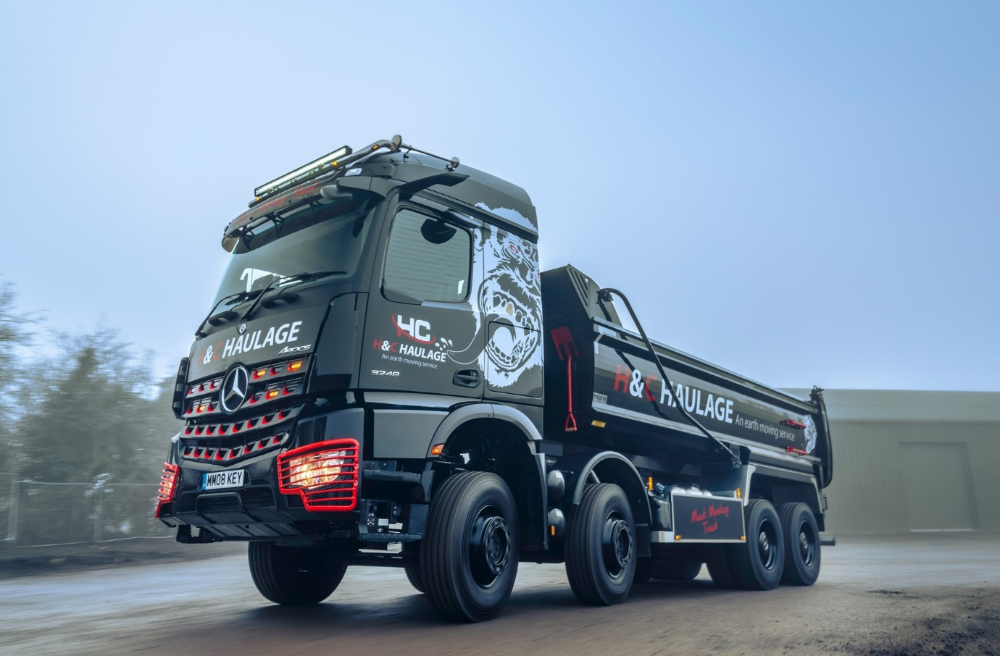 H&C HAULAGE
Arocs
MM08 KEY
HC
H&C HAULAGE
An earth moving service
3248
H&C HAULAGE An earth moving service
Muck Monkey
Truck